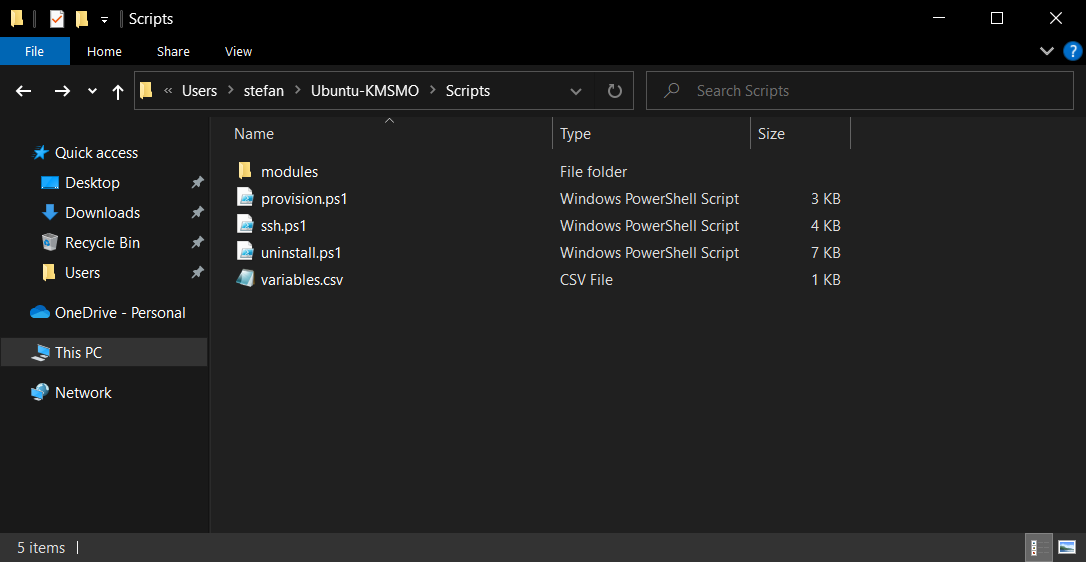 Scripts
File Home Share View
« Users > stefan > Ubuntu-KMSMO > Scripts Search Scripts
Name Type Size
Quick access
Desktop
Downloads
Recycle Bin
Users
OneDrive - Personal
This PC
Network
modules File folder
provision.ps1 Windows PowerShell Script 3 KB
ssh.ps1 Windows PowerShell Script 4 KB
uninstall.ps1 Windows PowerShell Script 7 KB
variables.csv CSV File 1 KB
5 items